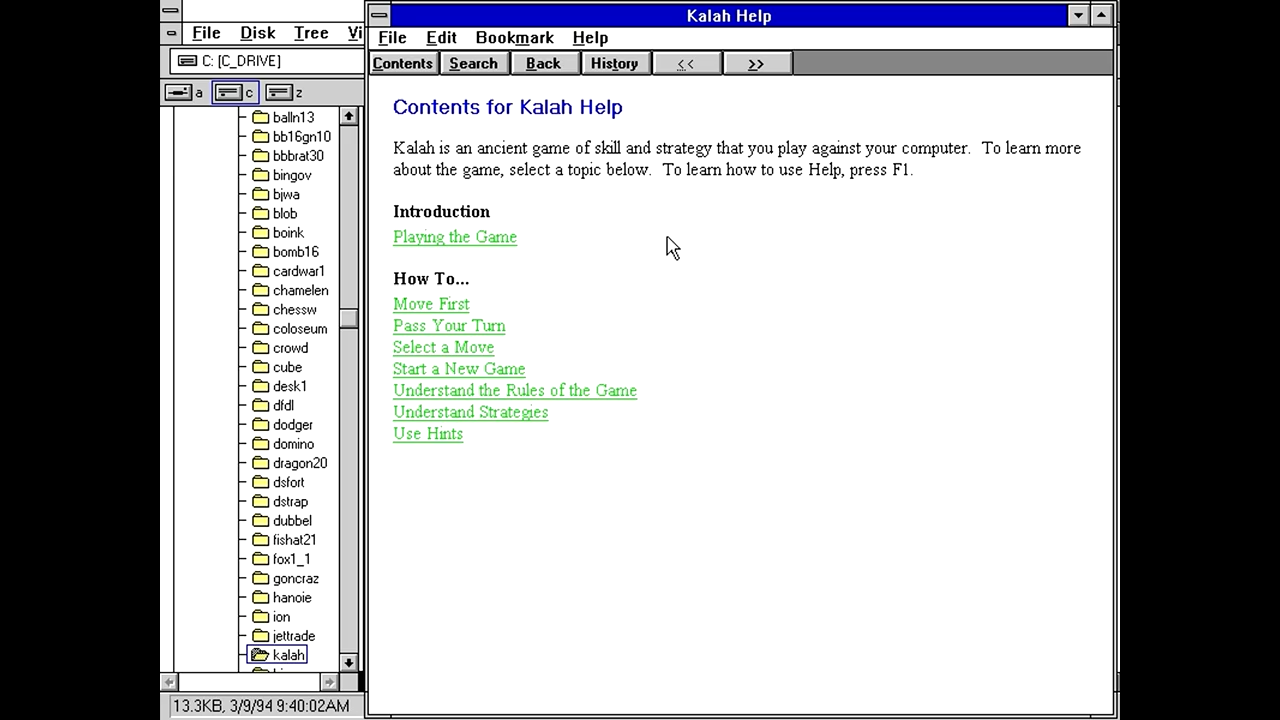 Kalah Help
File Disk Tree Vi
File Edit Bookmark Help
C: [C_DRIVE]
Contents Search Back History << >>
a c z
balln13
bb16gn10
bbbrat30
bingov
bjwa
blob
boink
bomb16
cardwar1
chamelen
chessw
coloseum
crowd
cube
desk1
dfdl
dodger
domino
dragon20
dsfort
dstrap
dubbel
fishat21
fox1_1
goncraz
hanoie
ion
jettrade
kalah
13.3KB, 3/9/94 9:40:02AM
Contents for Kalah Help
Kalah is an ancient game of skill and strategy that you play against your computer. To learn more
about the game, select a topic below. To learn how to use Help, press F1.
Introduction
Playing the Game
How To...
Move First
Pass Your Turn
Select a Move
Start a New Game
Understand the Rules of the Game
Understand Strategies
Use Hints